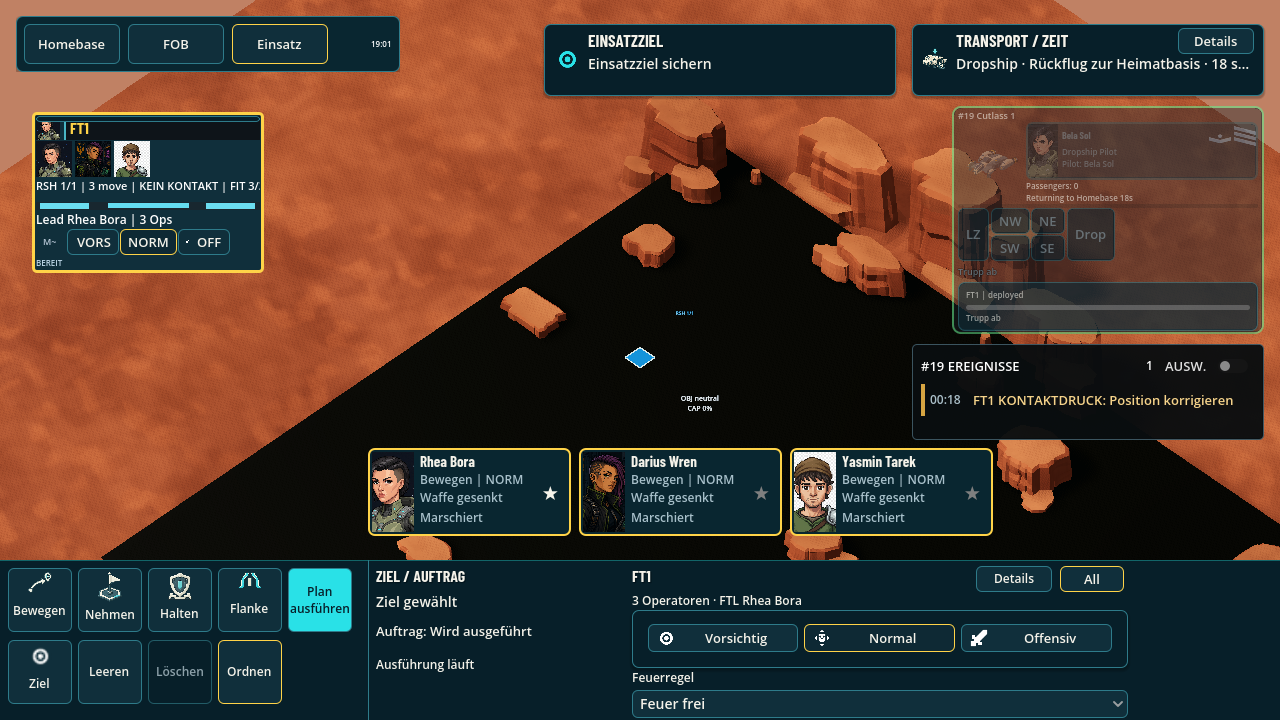 Homebase
FOB
Einsatz
19:01
EINSATZZIEL
Einsatzziel sichern
TRANSPORT / ZEIT
Details
Dropship · Rückflug zur Heimatbasis · 18 s...
FT1
RSH 1/1 | 3 move | KEIN KONTAKT | FIT 3/
Lead Rhea Bora | 3 Ops
M~
VORS
NORM
OFF
BEREIT
#19 Cutlass 1
Bela Sol
Dropship Pilot
Pilot: Bela Sol
Passengers: 0
Returning to Homebase 18s
LZ
NW
NE
SW
SE
Drop
Trupp ab
FT1 | deployed
Trupp ab
RSH 1/1
OBJ neutral
CAP 0%
#19 EREIGNISSE
1
AUSW.
00:18
FT1 KONTAKTDRUCK: Position korrigieren
Rhea Bora
Bewegen | NORM
Waffe gesenkt
Marschiert
Darius Wren
Bewegen | NORM
Waffe gesenkt
Marschiert
Yasmin Tarek
Bewegen | NORM
Waffe gesenkt
Marschiert
Bewegen
Nehmen
Halten
Flanke
Plan
ausführen
Ziel
Leeren
Löschen
Ordnen
ZIEL / AUFTRAG
Ziel gewählt
Auftrag: Wird ausgeführt
Ausführung läuft
FT1
Details
All
3 Operatoren · FTL Rhea Bora
Vorsichtig
Normal
Offensiv
Feuerregel
Feuer frei